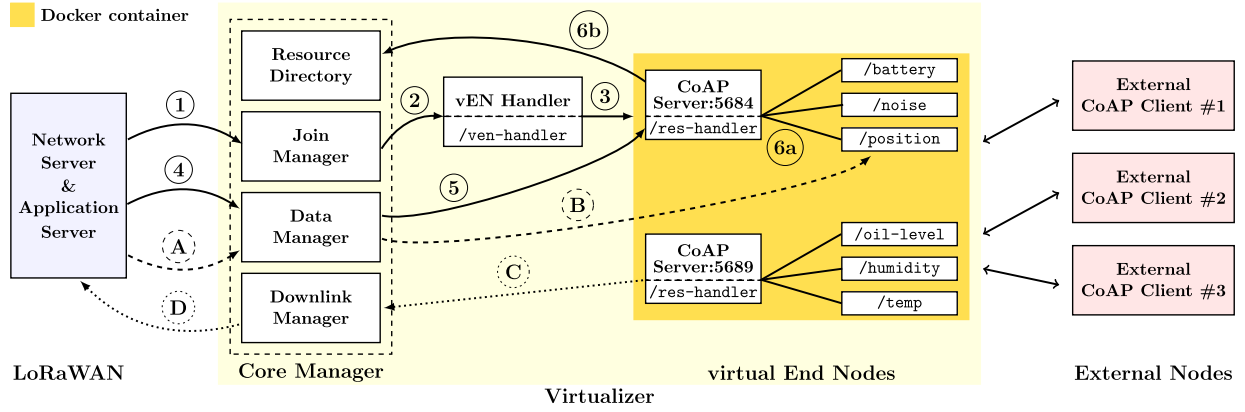 Docker container
Network
Server
&
Application
Server
LoRaWAN
1
4
A
D
Resource
Directory
Join
Manager
Data
Manager
Downlink
Manager
Core Manager
2
vEN Handler
/ven-handler
3
5
6b
B
C
CoAP
Server:5684
/res-handler
6a
/battery
/noise
/position
CoAP
Server:5689
/res-handler
/oil-level
/humidity
/temp
virtual End Nodes
Virtualizer
External
CoAP Client #1
External
CoAP Client #2
External
CoAP Client #3
External Nodes